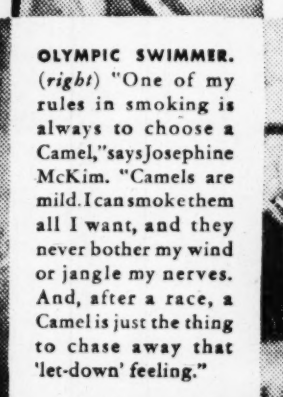 OLYMPIC SWIMMER.
(right) "One of my
rules in smoking is
always to choose a
Camel,"says Josephine
McKim. "Camels are
mild. I can smoke them
all I want, and they
never bother my wind
or jangle my nerves.
And, after a race, a
Camel is just the thing
to chase away that
'let-down' feeling."